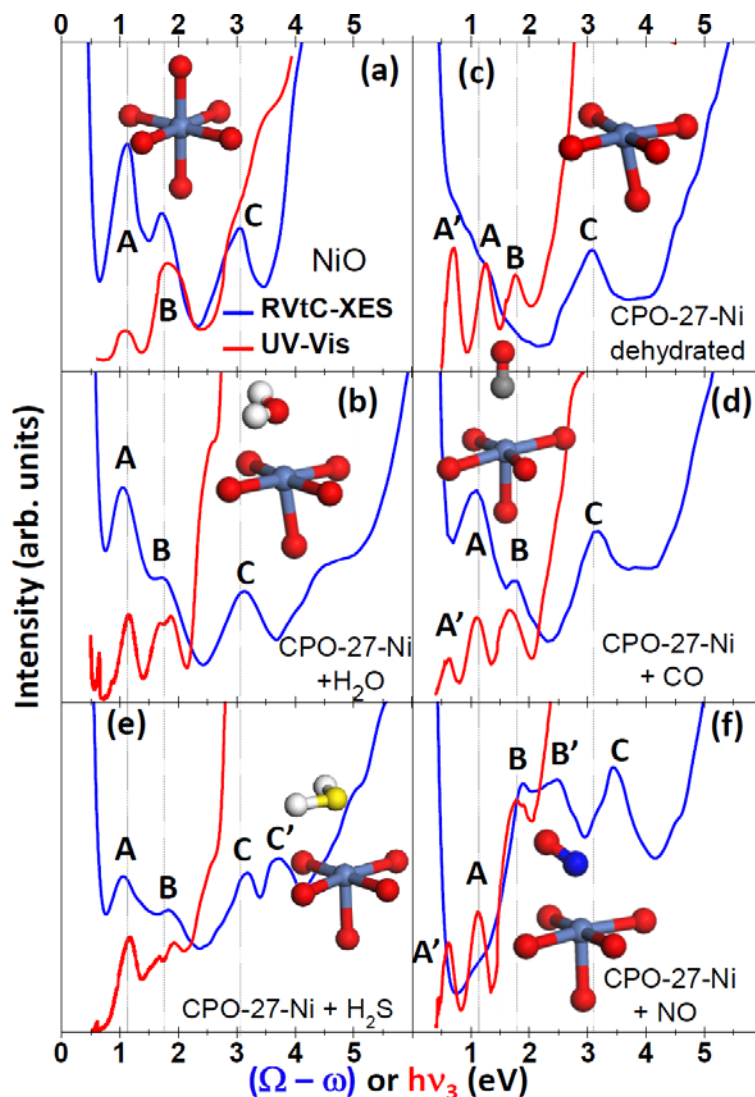 0 1 2 3 4 5 0 1 2 3 4 5
(a)
A
B
C
NiO
RVtC-XES
UV-Vis
(c)
A’
A
B
C
CPO-27-Ni
dehydrated
(b)
A
B
C
CPO-27-Ni
+H₂O
(d)
A’
A
B
C
CPO-27-Ni
+ CO
(e)
A
B
C
C’
CPO-27-Ni + H₂S
(f)
A’
A
B
B’
C
CPO-27-Ni
+ NO
Intensity (arb. units)
0 1 2 3 4 5 0 1 2 3 4 5
(Ω – ω) or hν₃ (eV)